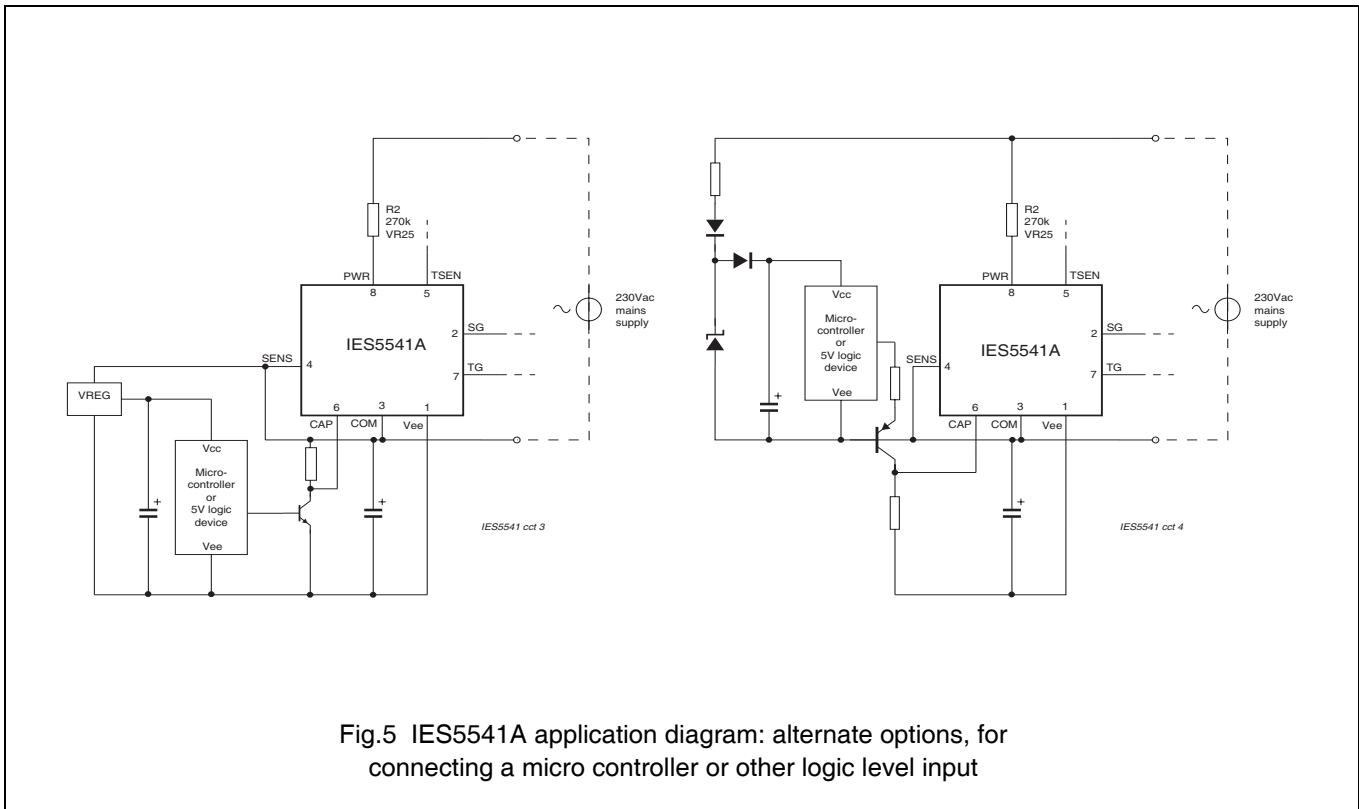 R2
270k
VR25
PWR
TSEN
8
5
IES5541A
2
SG
7
TG
SENS
4
6
3
1
CAP
COM
Vee
VREG
Vcc
Micro-
controller
or
5V logic
device
Vee
+
+
230Vac
mains
supply
IES5541 cct 3
R2
270k
VR25
PWR
TSEN
8
5
IES5541A
2
SG
7
TG
SENS
4
6
3
1
CAP
COM
Vee
Vcc
Micro-
controller
or
5V logic
device
Vee
+
+
230Vac
mains
supply
IES5541 cct 4
Fig.5 IES5541A application diagram: alternate options, for
connecting a micro controller or other logic level input